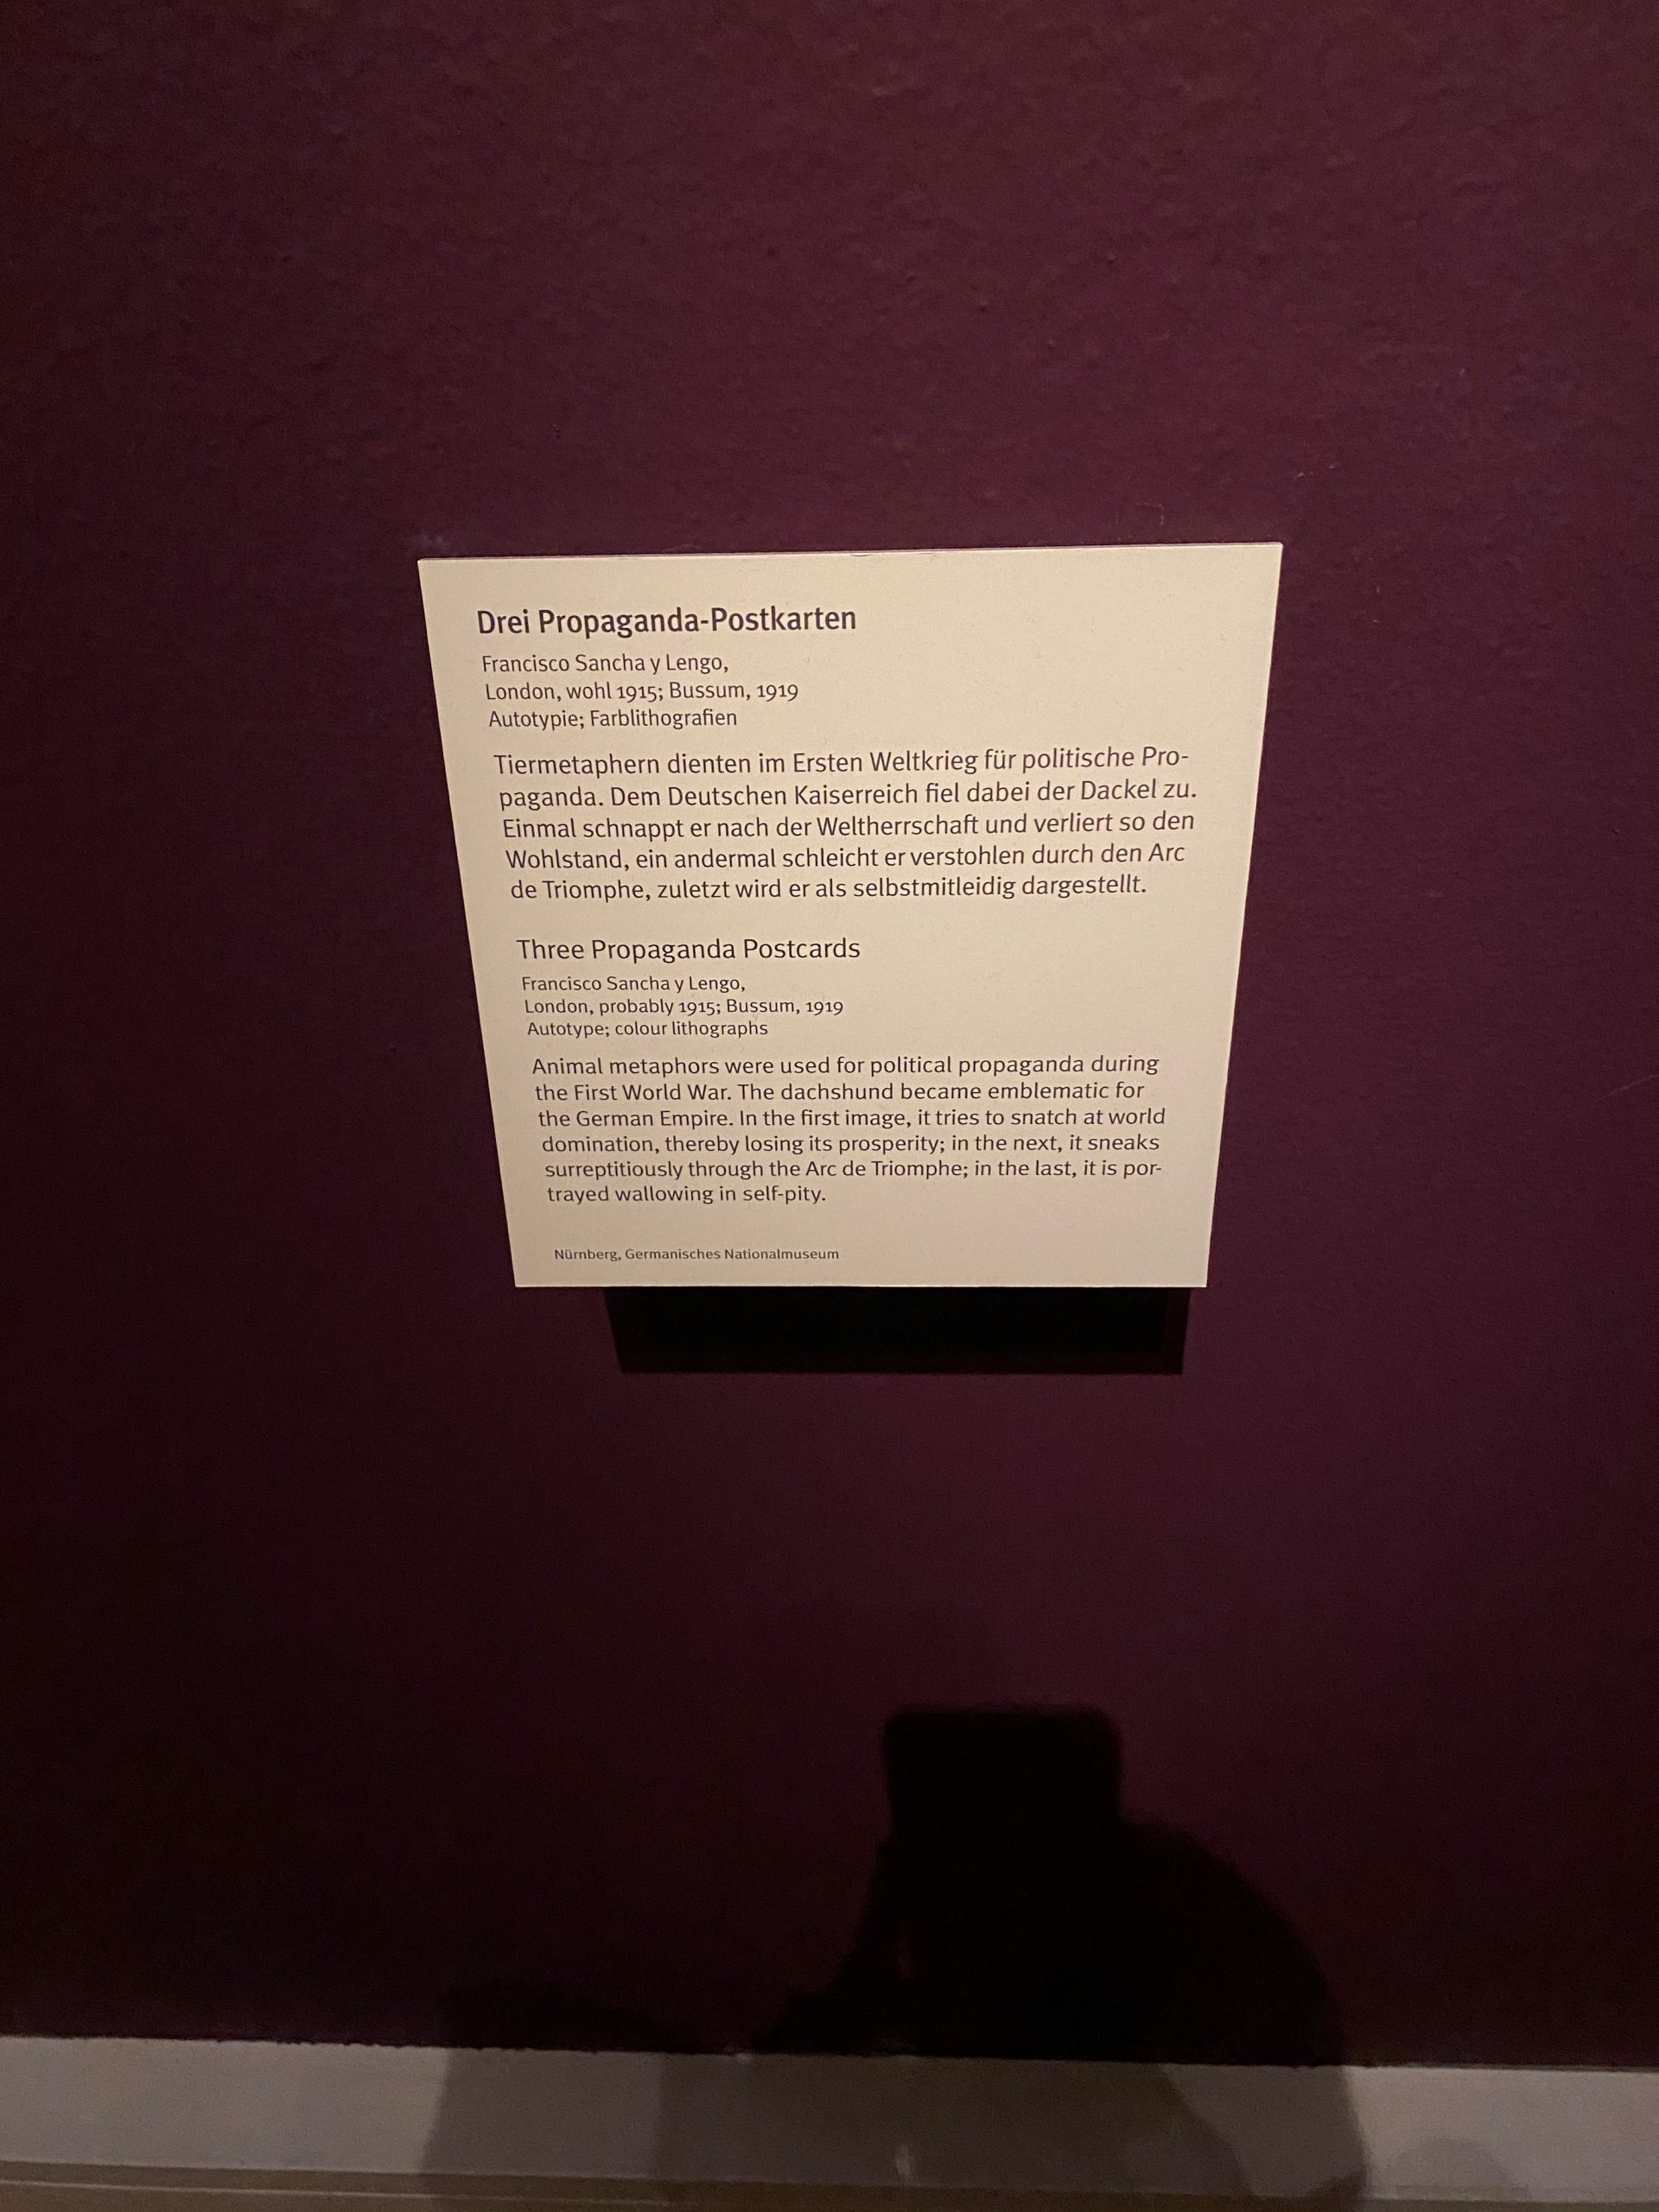 Drei Propaganda-Postkarten
Francisco Sancha y Lengo,
London, wohl 1915; Bussum, 1919
Autotypie; Farblithografien
Tiermetaphern dienten im Ersten Weltkrieg für politische Pro-
paganda. Dem Deutschen Kaiserreich fiel dabei der Dackel zu.
Einmal schnappt er nach der Weltherrschaft und verliert so den
Wohlstand, ein andermal schleicht er verstohlen durch den Arc
de Triomphe, zuletzt wird er als selbstmitleidig dargestellt.
Three Propaganda Postcards
Francisco Sancha y Lengo,
London, probably 1915; Bussum, 1919
Autotype; colour lithographs
Animal metaphors were used for political propaganda during
the First World War. The dachshund became emblematic for
the German Empire. In the first image, it tries to snatch at world
domination, thereby losing its prosperity; in the next, it sneaks
surreptitiously through the Arc de Triomphe; in the last, it is por-
trayed wallowing in self-pity.
Nürnberg, Germanisches Nationalmuseum